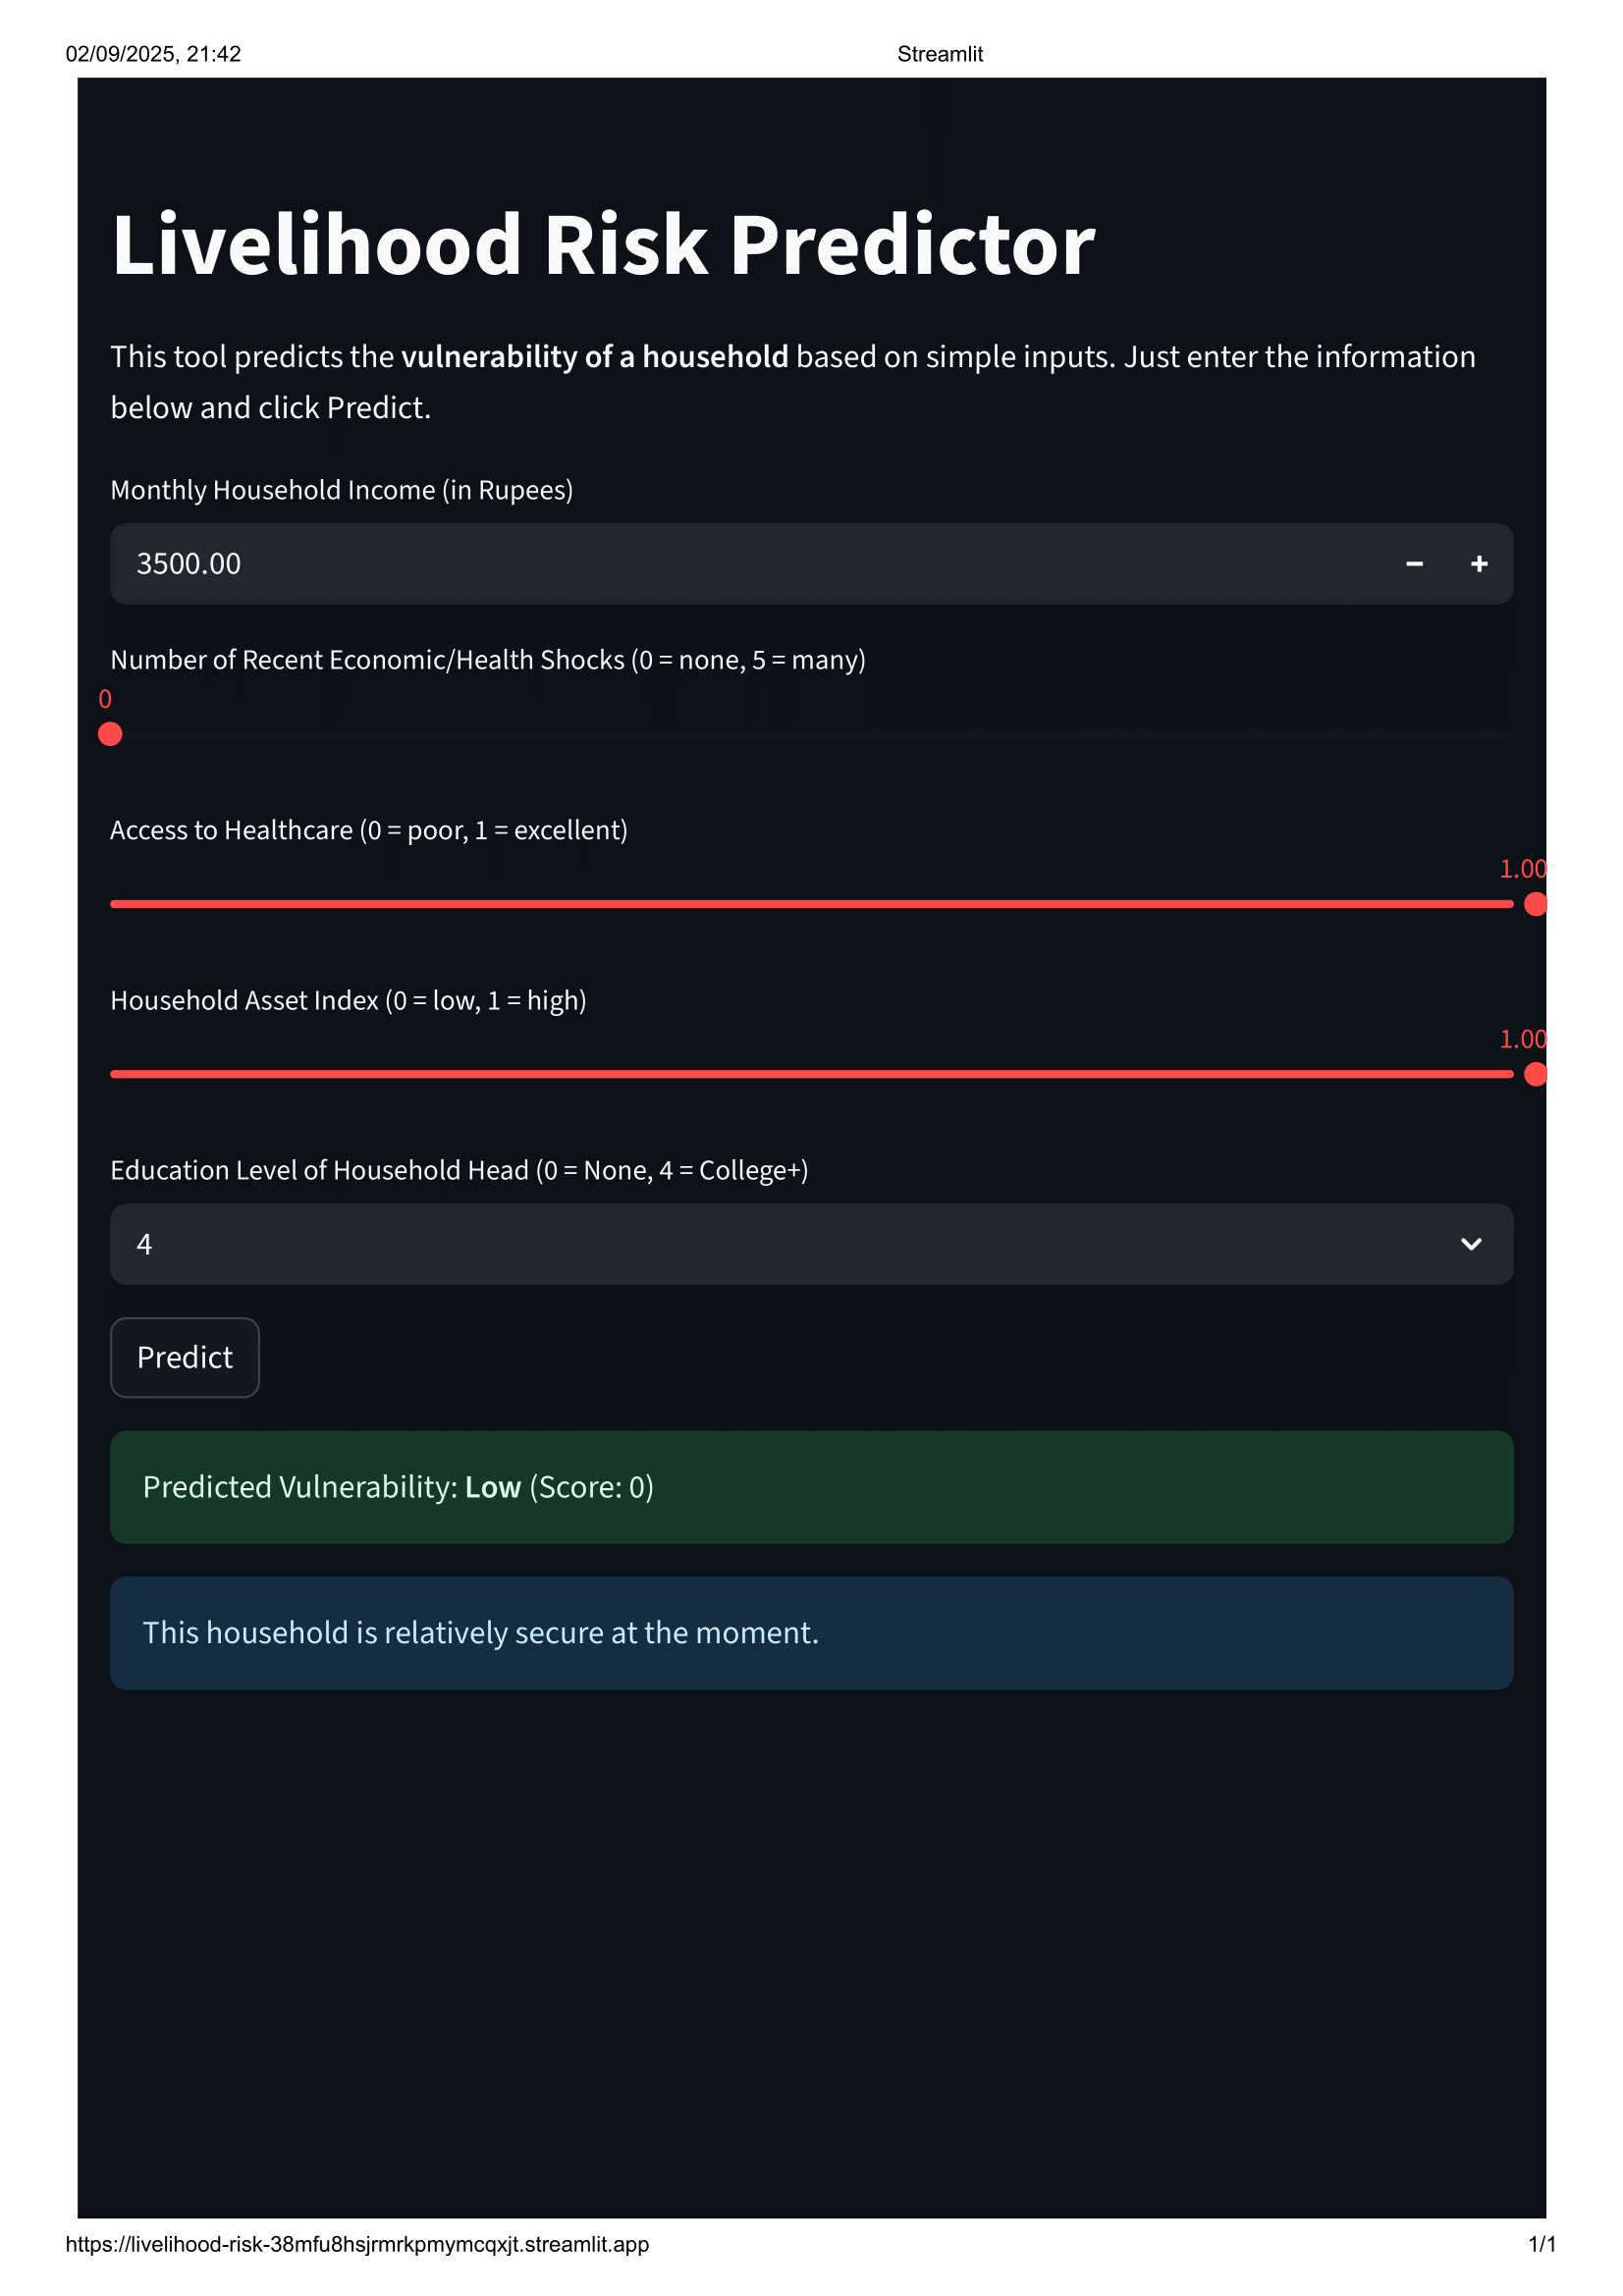 02/09/2025, 21:42
Streamlit
Livelihood Risk Predictor
This tool predicts the vulnerability of a household based on simple inputs. Just enter the information
below and click Predict.
Monthly Household Income (in Rupees)
3500.00
Number of Recent Economic/Health Shocks (0 = none, 5 = many)
0
Access to Healthcare (0 = poor, 1 = excellent)
1.00
Household Asset Index (0 = low, 1 = high)
1.00
Education Level of Household Head (0 = None, 4 = College+)
4
Predict
Predicted Vulnerability: Low (Score: 0)
This household is relatively secure at the moment.
https://livelihood-risk-38mfu8hsjrmrkpmymcqxjt.streamlit.app
1/1